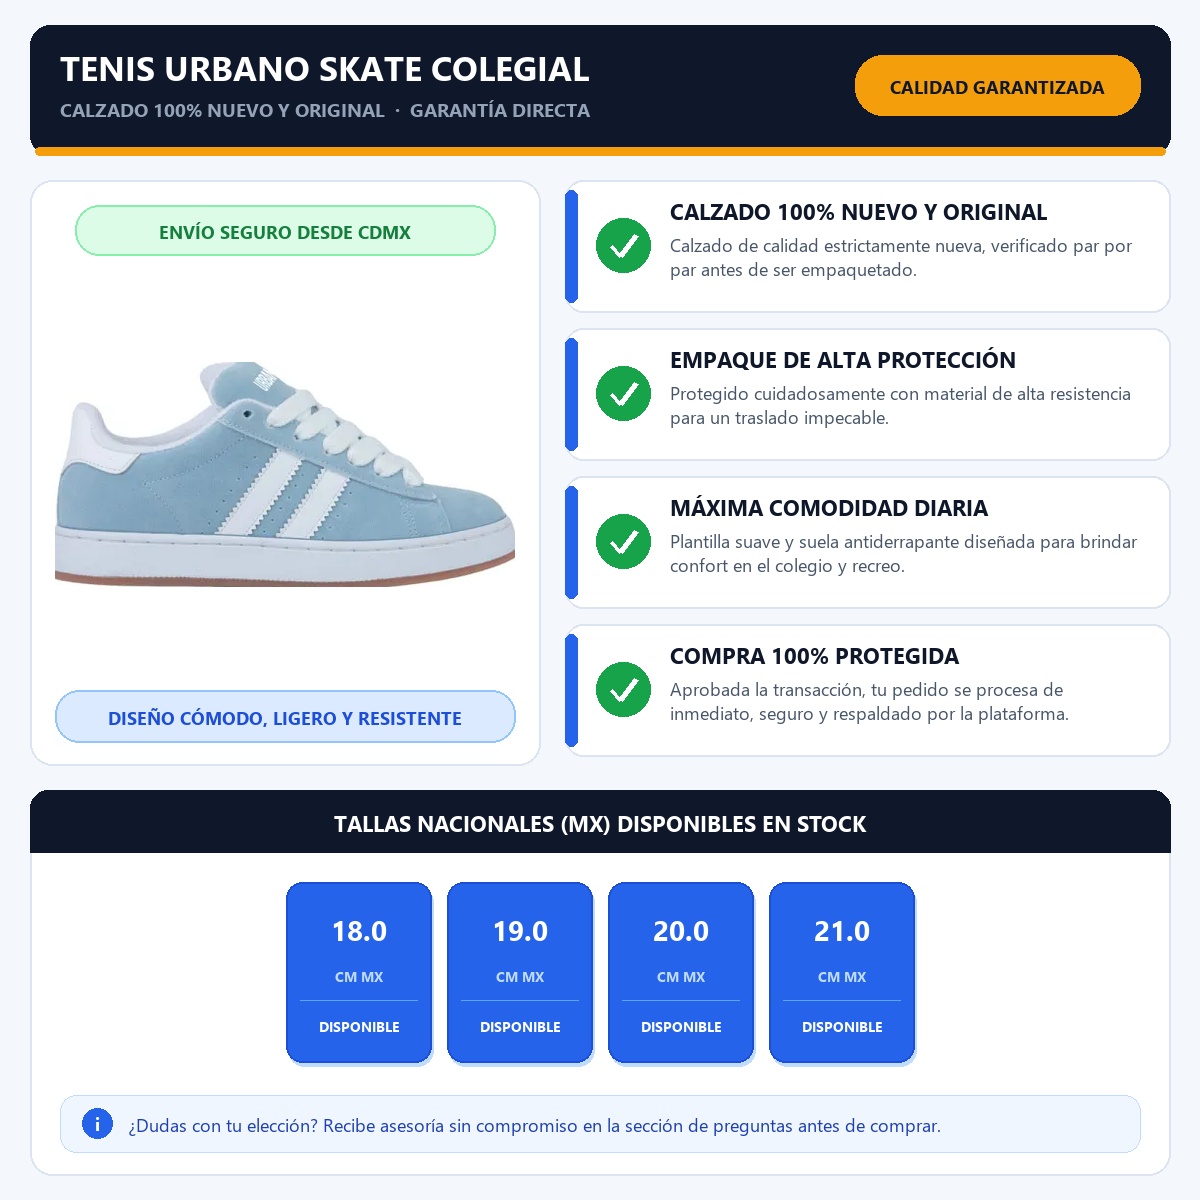 TENIS URBANO SKATE COLEGIAL
CALZADO 100% NUEVO Y ORIGINAL · GARANTÍA DIRECTA
CALIDAD GARANTIZADA
ENVÍO SEGURO DESDE CDMX
DISEÑO CÓMODO, LIGERO Y RESISTENTE
CALZADO 100% NUEVO Y ORIGINAL
Calzado de calidad estrictamente nueva, verificado par por
par antes de ser empaquetado.
EMPAQUE DE ALTA PROTECCIÓN
Protegido cuidadosamente con material de alta resistencia
para un traslado impecable.
MÁXIMA COMODIDAD DIARIA
Plantilla suave y suela antiderrapante diseñada para brindar
confort en el colegio y recreo.
COMPRA 100% PROTEGIDA
Aprobada la transacción, tu pedido se procesa de
inmediato, seguro y respaldado por la plataforma.
TALLAS NACIONALES (MX) DISPONIBLES EN STOCK
18.0 19.0 20.0 21.0
CM MX CM MX CM MX CM MX
DISPONIBLE DISPONIBLE DISPONIBLE DISPONIBLE
¿Dudas con tu elección? Recibe asesoría sin compromiso en la sección de preguntas antes de comprar.